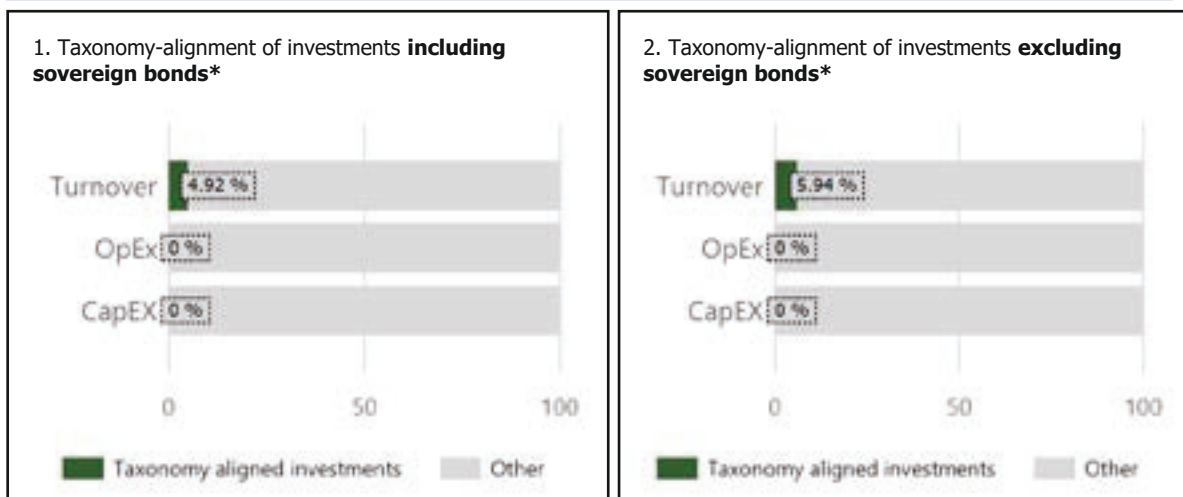 1. Taxonomy-alignment of investments including
sovereign bonds*
Turnover
4.92 %
OpEx
0 %
CapEX
0 %
0
50
100
Taxonomy aligned investments
Other
2. Taxonomy-alignment of investments excluding
sovereign bonds*
Turnover
5.94 %
OpEx
0 %
CapEX
0 %
0
50
100
Taxonomy aligned investments
Other